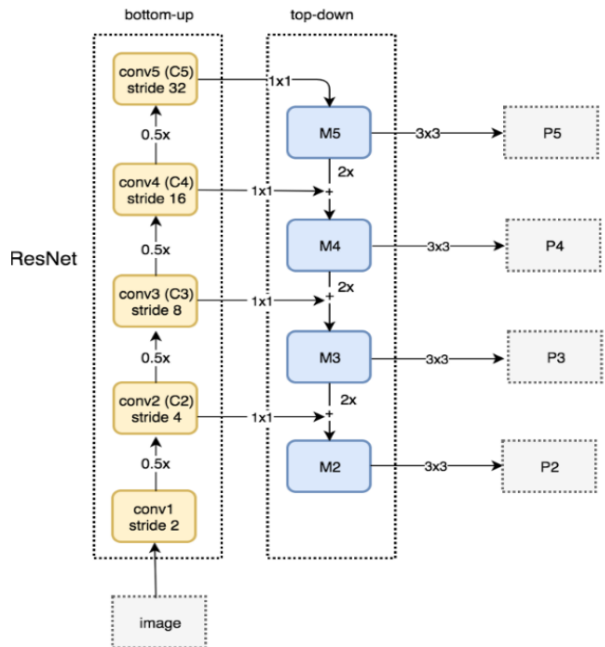 bottom-up
top-down
conv5 (C5)
stride 32
1x1
M5
3x3
P5
0.5x
2x
conv4 (C4)
stride 16
1x1
+
M4
3x3
P4
ResNet
0.5x
2x
conv3 (C3)
stride 8
1x1
+
M3
3x3
P3
0.5x
2x
conv2 (C2)
stride 4
1x1
+
M2
3x3
P2
0.5x
conv1
stride 2
image